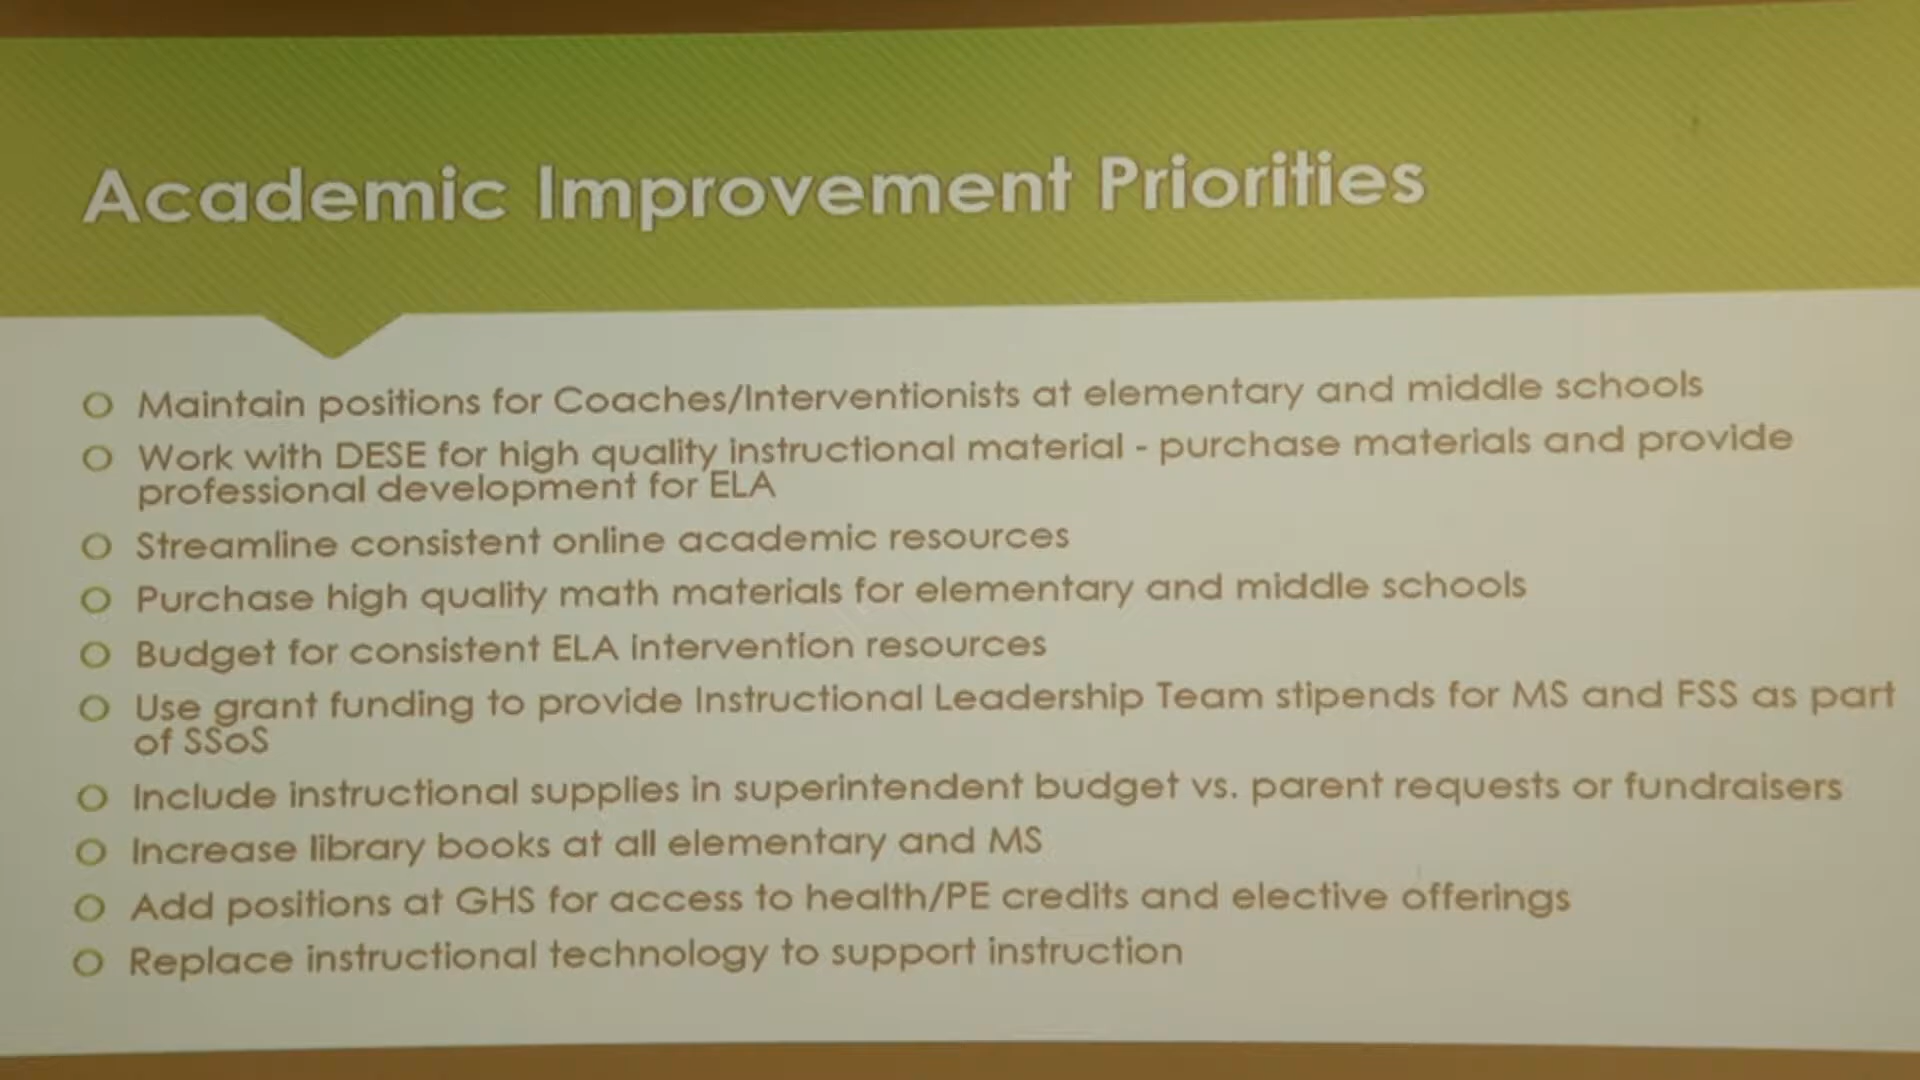 Academic Improvement Priorities
Maintain positions for Coaches/Interventionists at elementary and middle schools
Work with DESE for high quality instructional material - purchase materials and provide
professional development for ELA
Streamline consistent online academic resources
Purchase high quality math materials for elementary and middle schools
Budget for consistent ELA intervention resources
Use grant funding to provide Instructional Leadership Team stipends for MS and FSS as part
of SSoS
Include instructional supplies in superintendent budget vs. parent requests or fundraisers
Increase library books at all elementary and MS
Add positions at GHS for access to health/PE credits and elective offerings
Replace instructional technology to support instruction